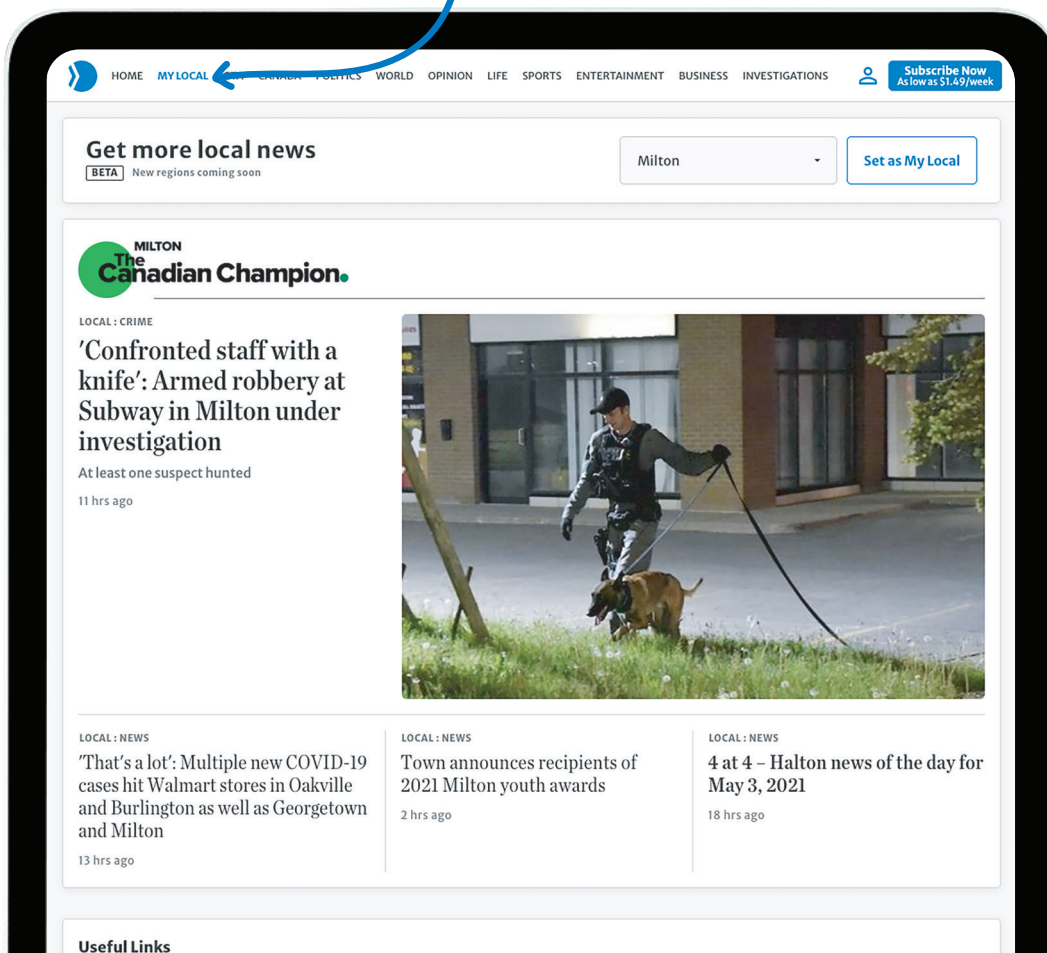 HOME MY LOCAL CANADA POLITICS WORLD OPINION LIFE SPORTS ENTERTAINMENT BUSINESS INVESTIGATIONS
Subscribe Now
As low as $1.49/week
Get more local news
BETA New regions coming soon
Milton
Set as My Local
MILTON
The
Canadian Champion.
LOCAL : CRIME
'Confronted staff with a
knife': Armed robbery at
Subway in Milton under
investigation
At least one suspect hunted
11 hrs ago
LOCAL : NEWS
'That's a lot': Multiple new COVID-19
cases hit Walmart stores in Oakville
and Burlington as well as Georgetown
and Milton
13 hrs ago
LOCAL : NEWS
Town announces recipients of
2021 Milton youth awards
2 hrs ago
LOCAL : NEWS
4 at 4 – Halton news of the day for
May 3, 2021
18 hrs ago
Useful Links